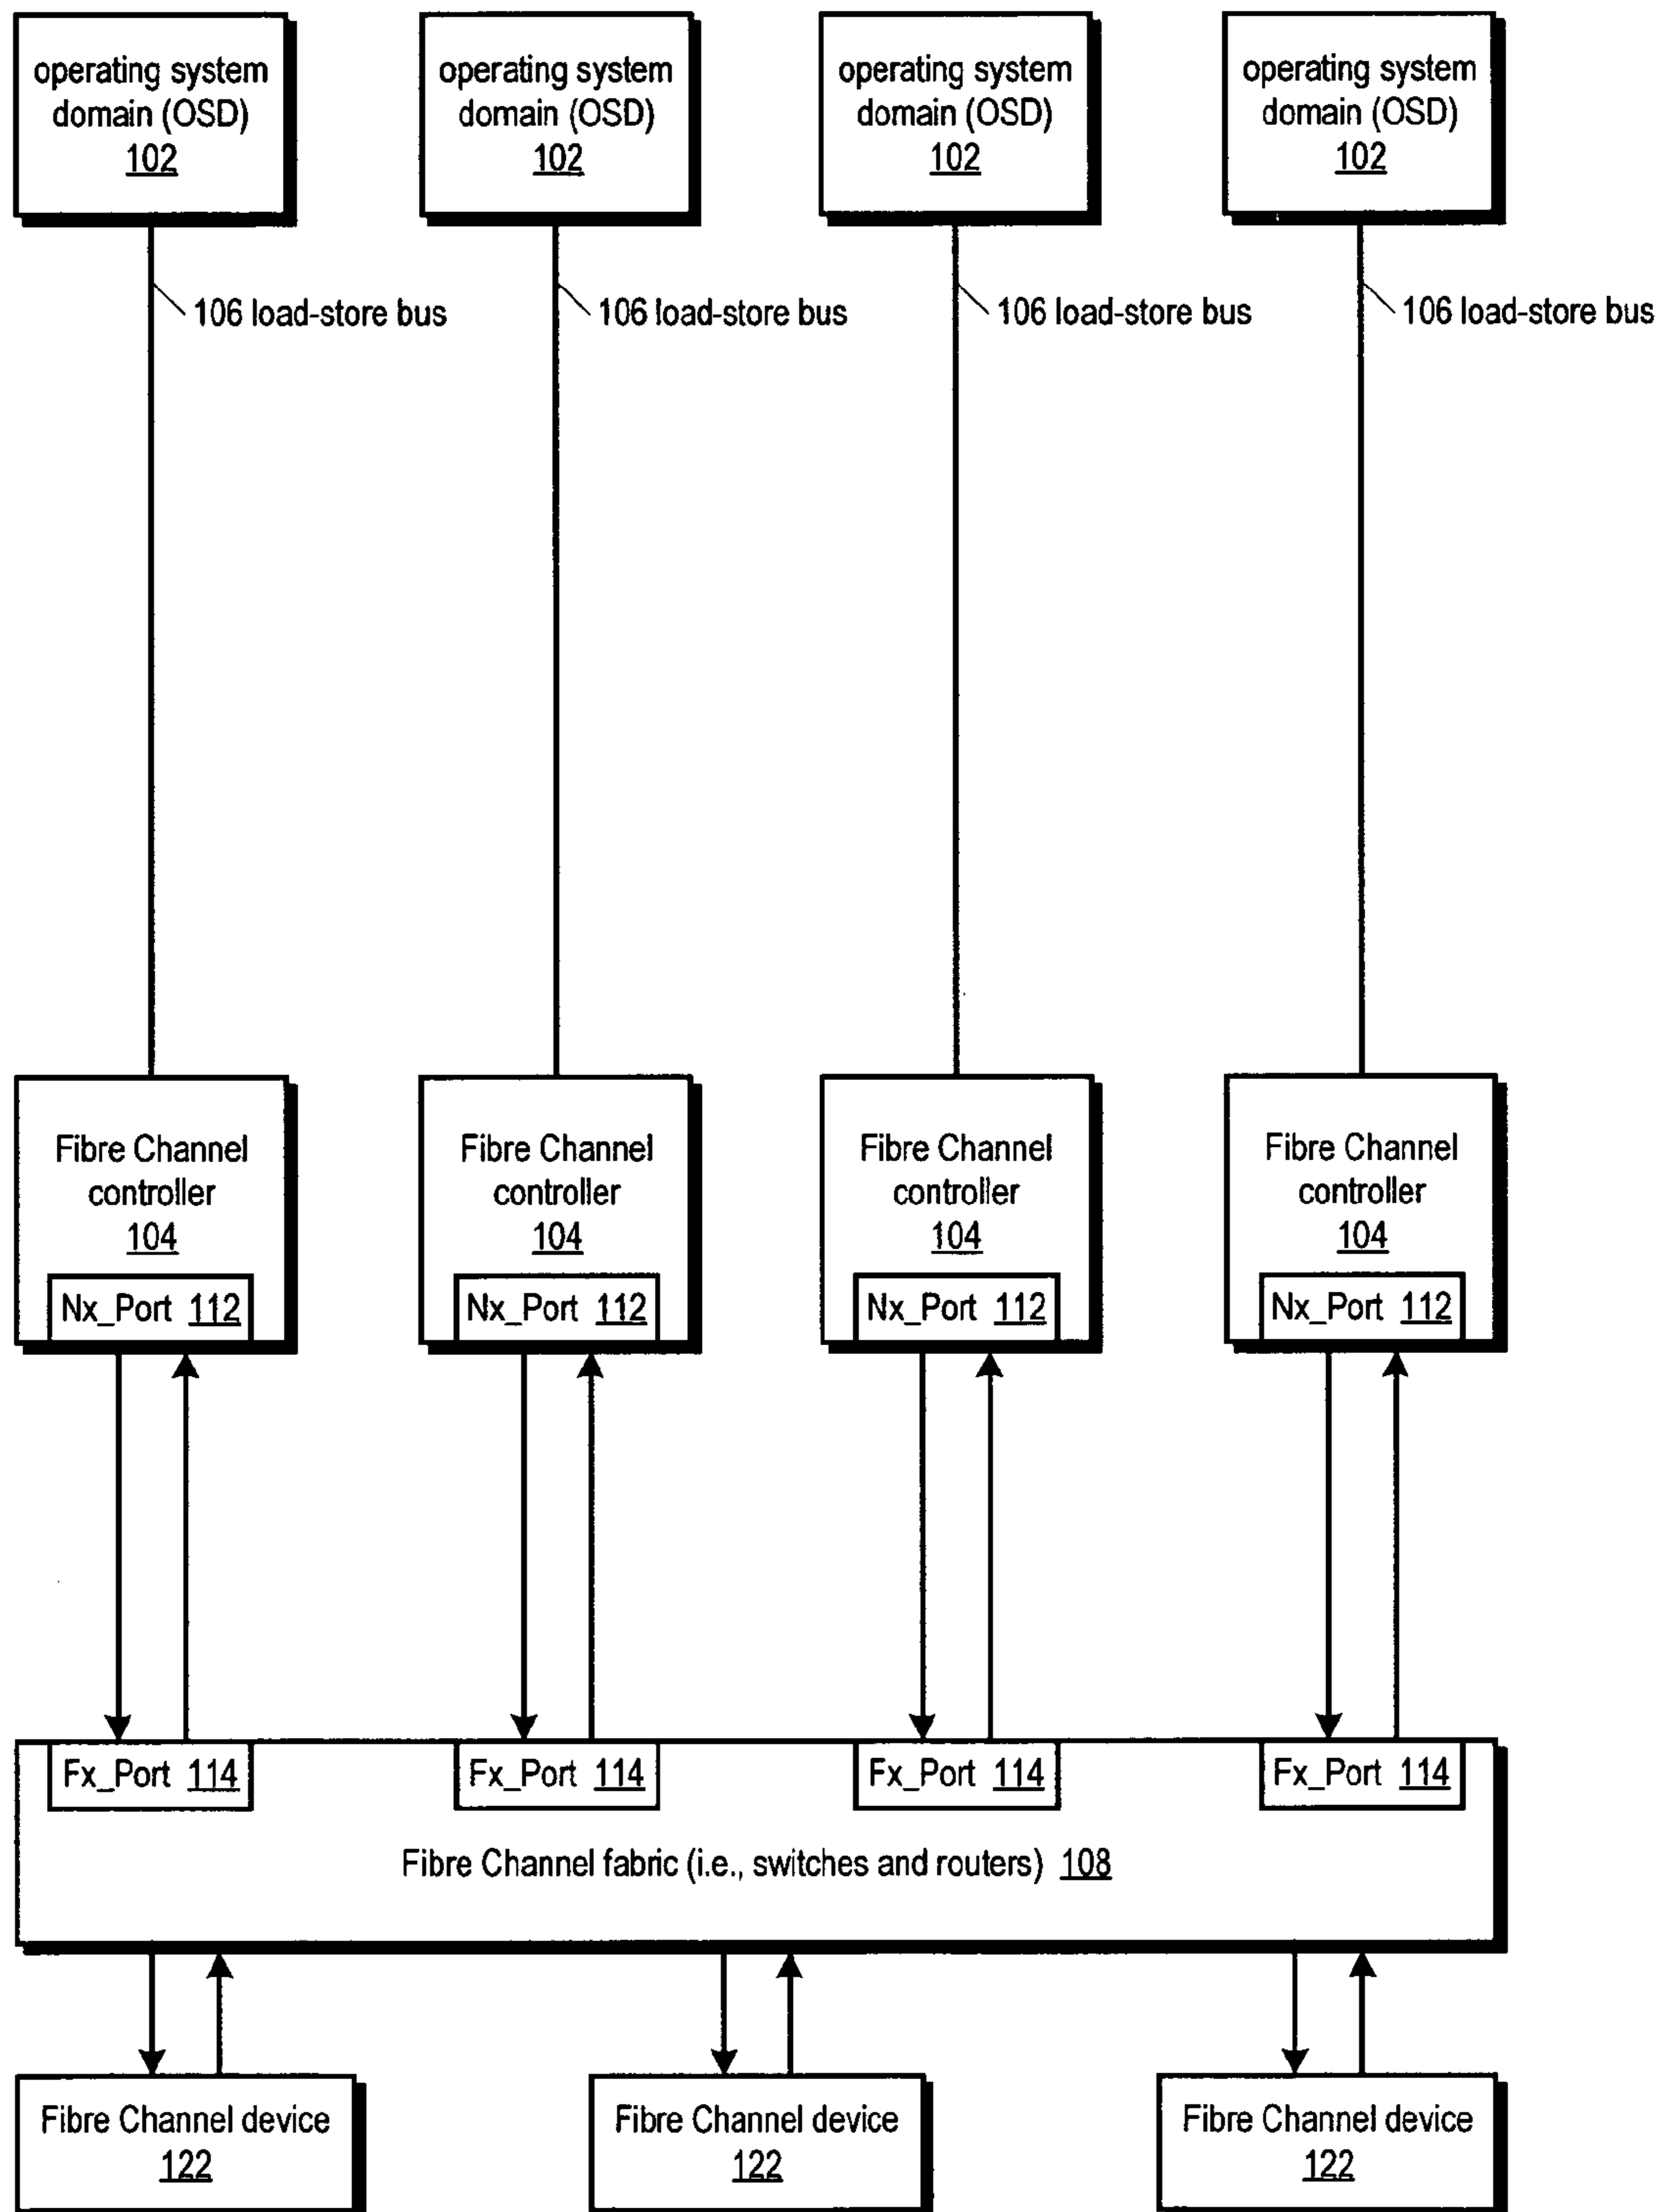 operating system
domain (OSD)
102
operating system
domain (OSD)
102
operating system
domain (OSD)
102
operating system
domain (OSD)
102
106 load-store bus
106 load-store bus
106 load-store bus
106 load-store bus
Fibre Channel
controller
104
Nx_Port 112
Fibre Channel
controller
104
Nx_Port 112
Fibre Channel
controller
104
Nx_Port 112
Fibre Channel
controller
104
Nx_Port 112
Fx_Port 114
Fx_Port 114
Fx_Port 114
Fx_Port 114
Fibre Channel fabric (i.e., switches and routers) 108
Fibre Channel device
122
Fibre Channel device
122
Fibre Channel device
122